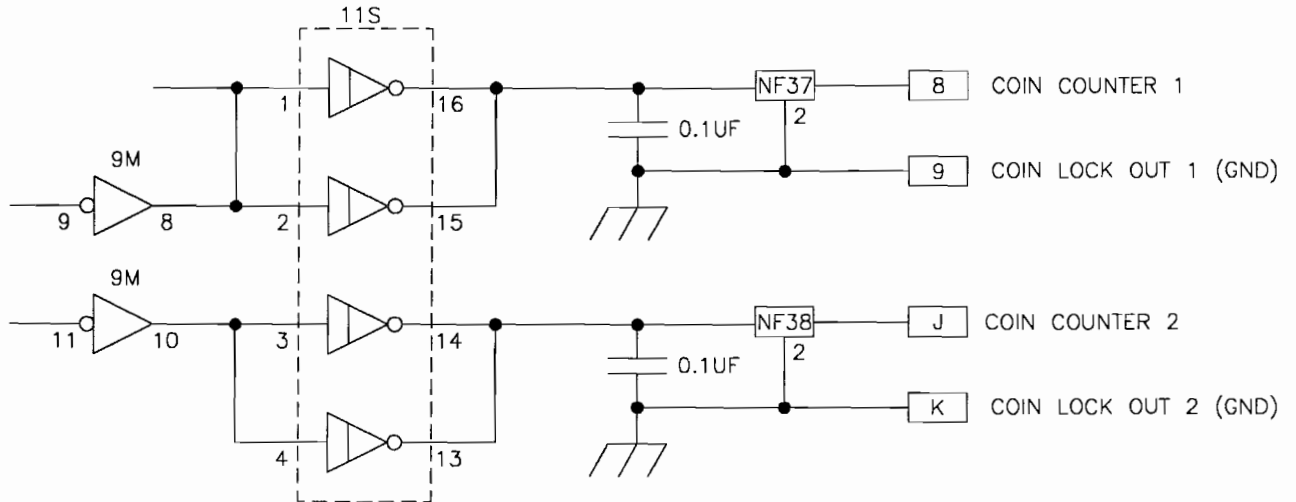 11S
1 16 NF37 8 COIN COUNTER 1
2
0.1UF
9M
9 COIN LOCK OUT 1 (GND)
9 8 2 15
9M
11 10 3 14 NF38 J COIN COUNTER 2
2
0.1UF
K COIN LOCK OUT 2 (GND)
4 13